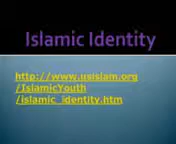 Islamic Identity
http://www.usislam.org
/IslamicYouth
/islamic_identity.htm